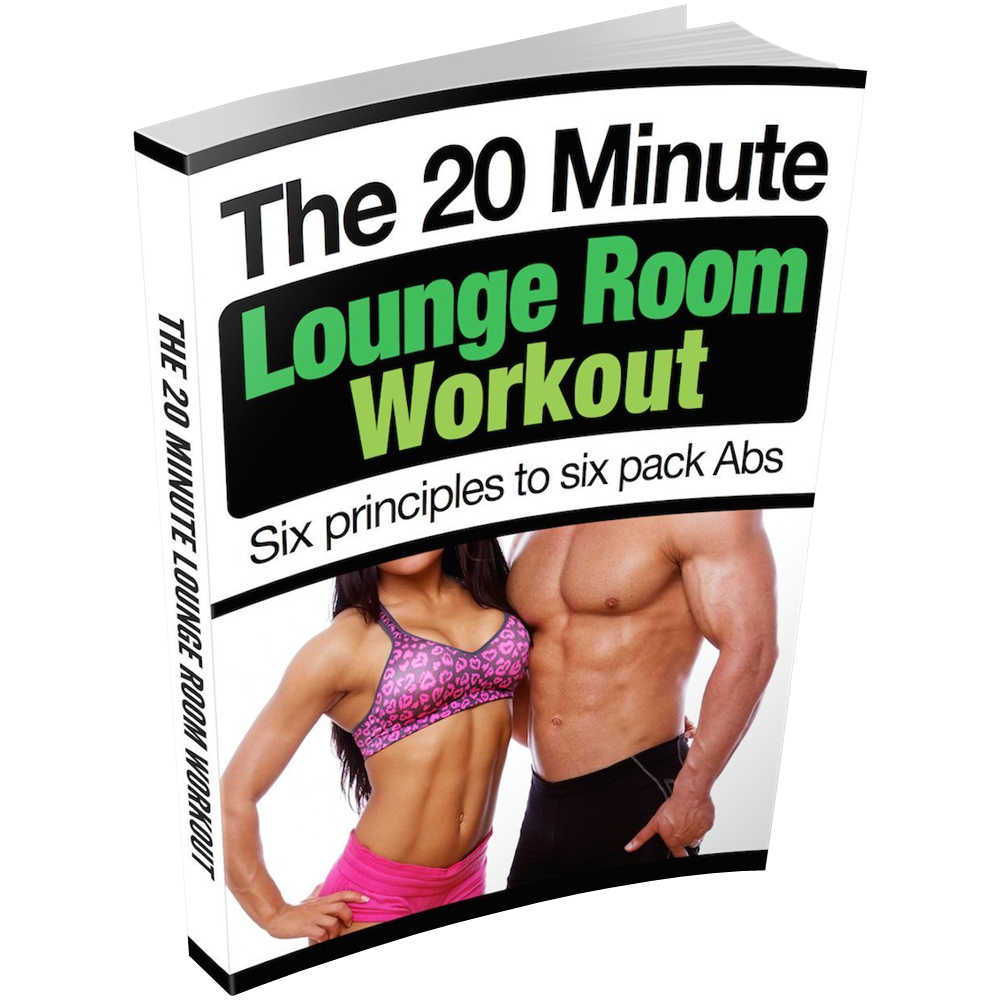 The 20 Minute
Lounge Room
Workout
Six principles to six pack Abs
THE 20 MINUTE LOUNGE ROOM WORKOUT